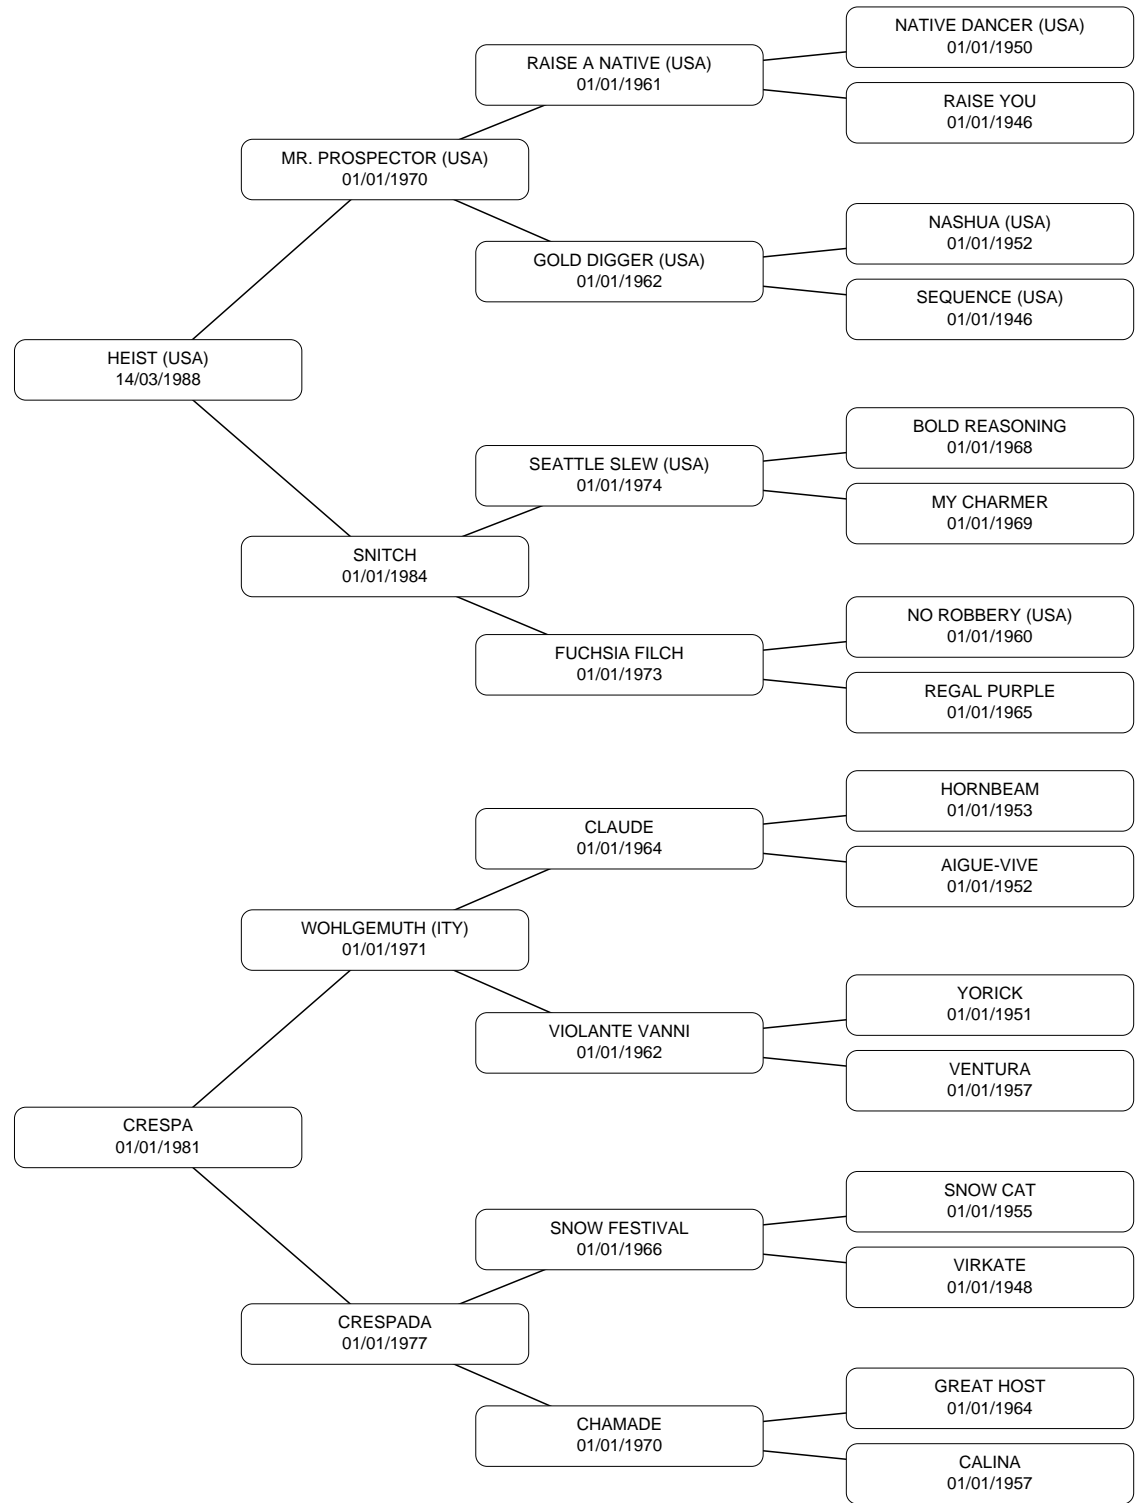 NATIVE DANCER (USA)
01/01/1950
RAISE A NATIVE (USA)
01/01/1961
RAISE YOU
01/01/1946
MR. PROSPECTOR (USA)
01/01/1970
NASHUA (USA)
01/01/1952
GOLD DIGGER (USA)
01/01/1962
SEQUENCE (USA)
01/01/1946
HEIST (USA)
14/03/1988
BOLD REASONING
01/01/1968
SEATTLE SLEW (USA)
01/01/1974
MY CHARMER
01/01/1969
SNITCH
01/01/1984
NO ROBBERY (USA)
01/01/1960
FUCHSIA FILCH
01/01/1973
REGAL PURPLE
01/01/1965
HORNBEAM
01/01/1953
CLAUDE
01/01/1964
AIGUE-VIVE
01/01/1952
WOHLGEMUTH (ITY)
01/01/1971
YORICK
01/01/1951
VIOLANTE VANNI
01/01/1962
VENTURA
01/01/1957
CRESPA
01/01/1981
SNOW CAT
01/01/1955
SNOW FESTIVAL
01/01/1966
VIRKATE
01/01/1948
CRESPADA
01/01/1977
GREAT HOST
01/01/1964
CHAMADE
01/01/1970
CALINA
01/01/1957